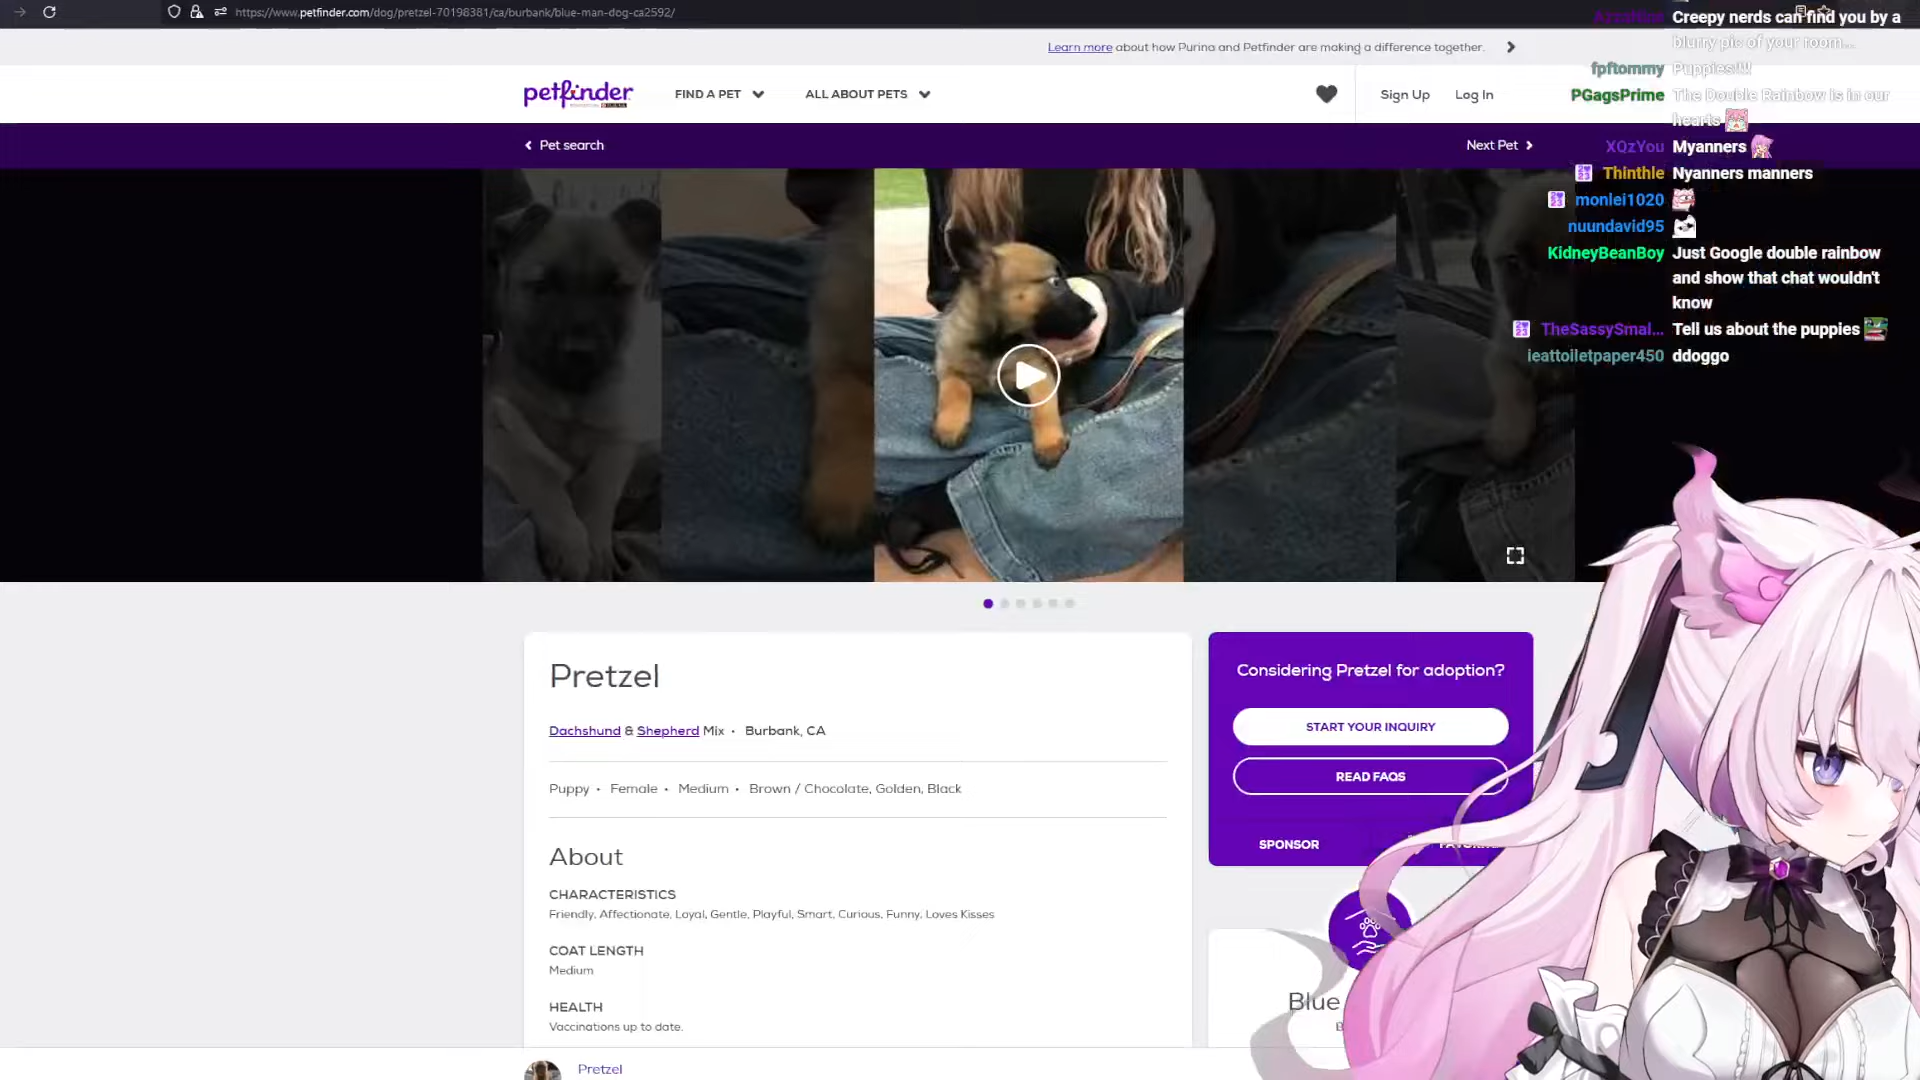 https://www.petfinder.com/dog/pretzel-70198381/ca/burbank/blue-man-dog-ca2592/
Learn more about how Purina and Petfinder are making a difference together.
petfinder
FIND A PET
ALL ABOUT PETS
Sign Up
Log In
Pet search
Next Pet
Creepy nerds can find you by a
blurry pic of your room...
fpftommy Puppies!!!!
PGagsPrime The Double Rainbow is in our
hearts
XQzYou Myanners
Thinthle Nyanners manners
monlei1020
nuundavid95
KidneyBeanBoy Just Google double rainbow
and show that chat wouldn't
know
TheSassySmal... Tell us about the puppies
ieattoiletpaper450 ddoggo
Pretzel
Dachshund & Shepherd Mix • Burbank, CA
Puppy • Female • Medium • Brown / Chocolate, Golden, Black
About
CHARACTERISTICS
Friendly, Affectionate, Loyal, Gentle, Playful, Smart, Curious, Funny, Loves Kisses
COAT LENGTH
Medium
HEALTH
Vaccinations up to date.
Pretzel
Considering Pretzel for adoption?
START YOUR INQUIRY
READ FAQS
SPONSOR
Blue